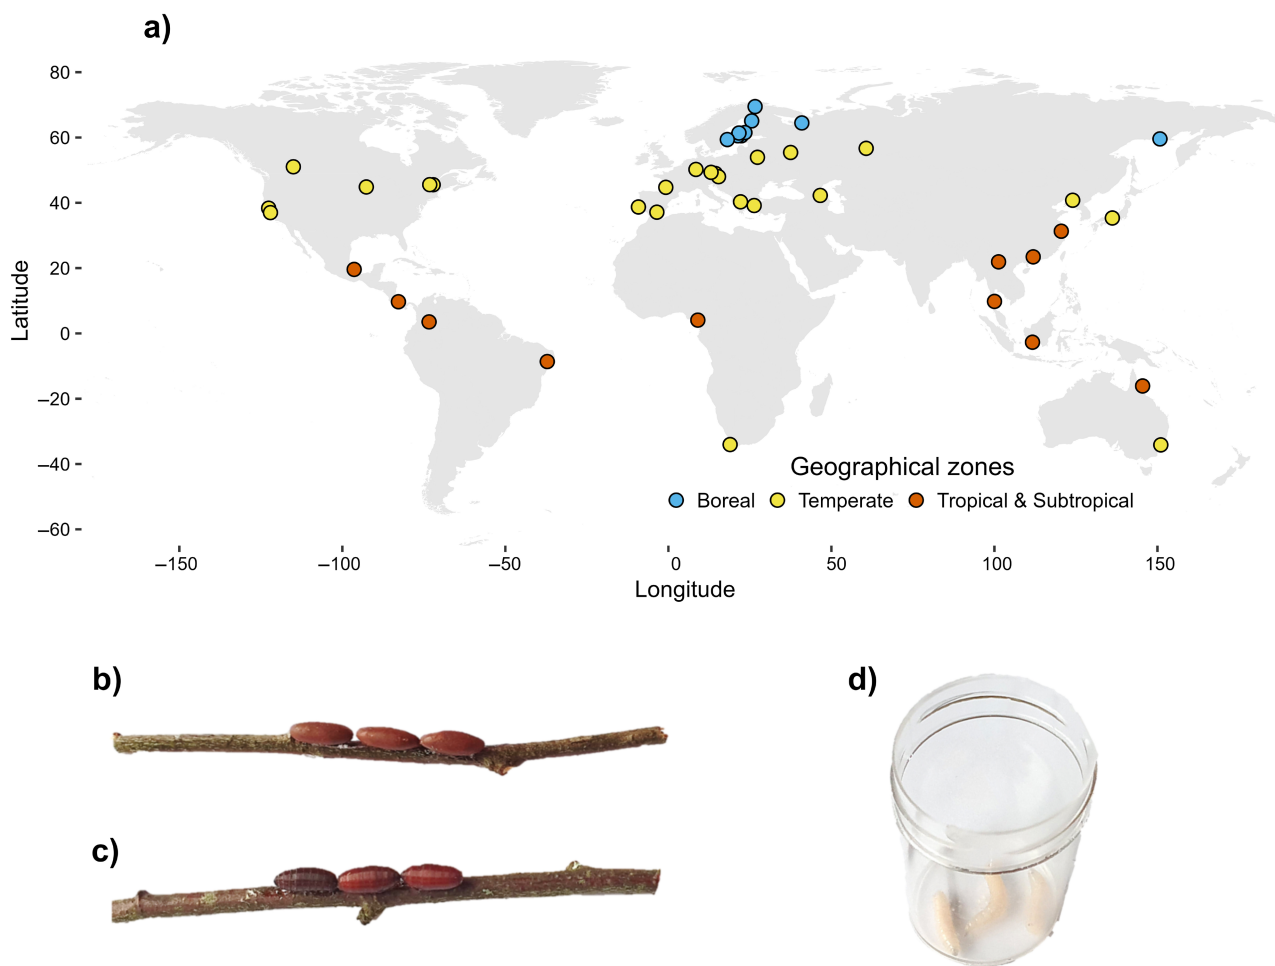 a)
80
60
40
20
0
–20
–40
–60
Latitude
Geographical zones
Boreal Temperate Tropical & Subtropical
–150 –100 –50 0 50 100 150
Longitude
b)
d)
c)